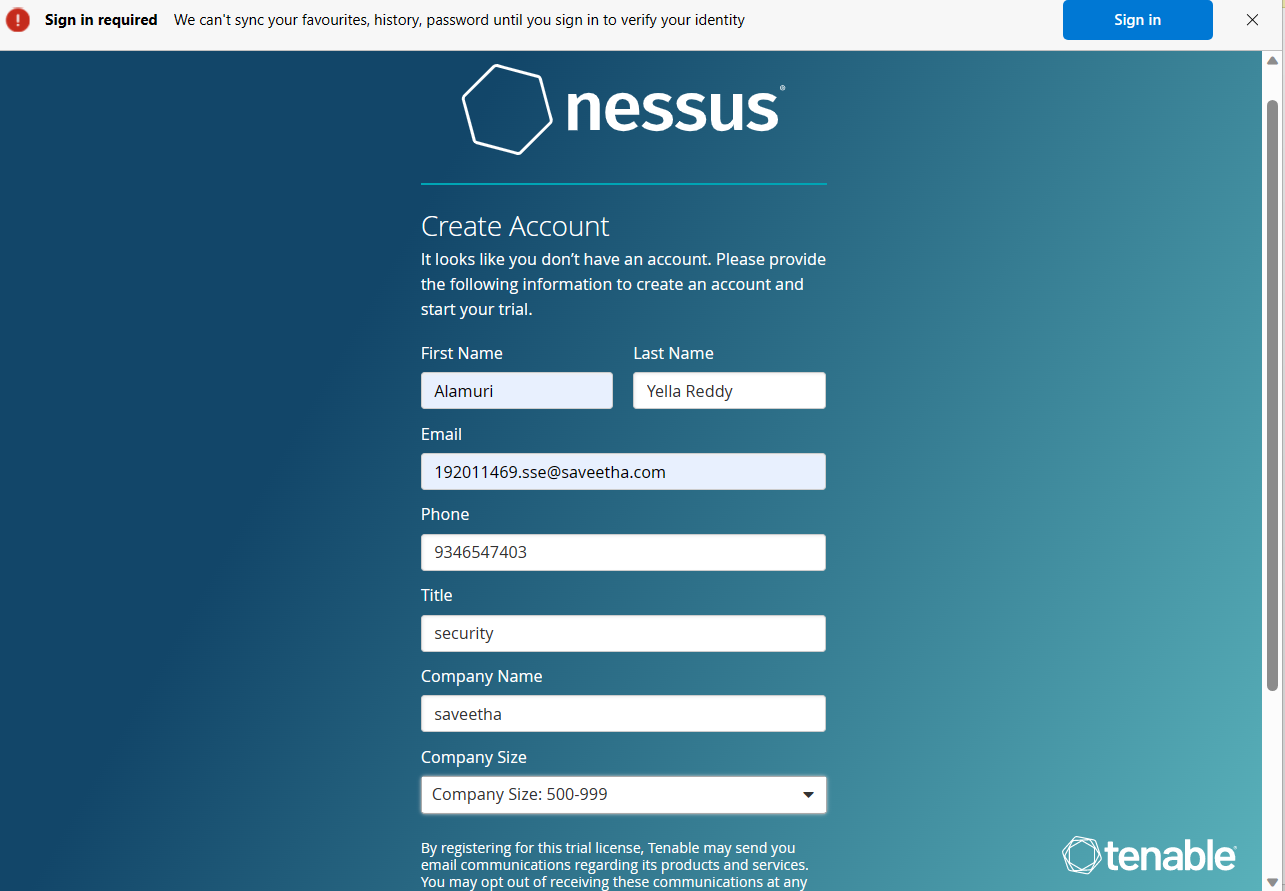 Sign in required We can't sync your favourites, history, password until you sign in to verify your identity Sign in
nessus®
Create Account
It looks like you don’t have an account. Please provide
the following information to create an account and
start your trial.
First Name Last Name
Alamuri Yella Reddy
Email
192011469.sse@saveetha.com
Phone
9346547403
Title
security
Company Name
saveetha
Company Size
Company Size: 500-999
By registering for this trial license, Tenable may send you
email communications regarding its products and services.
You may opt out of receiving these communications at any
tenable